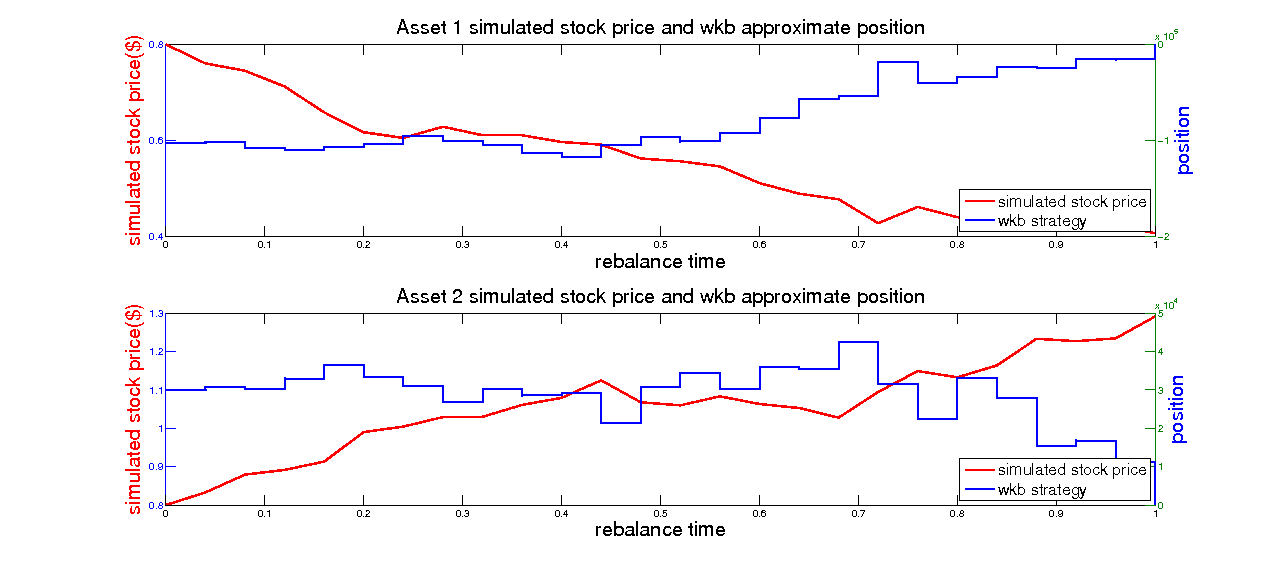 Asset 1 simulated stock price and wkb approximate position
x 10^5
simulated stock price($)
0.8
0.6
0.4
0
-1
-2
position
simulated stock price
wkb strategy
0 0.1 0.2 0.3 0.4 0.5 0.6 0.7 0.8 0.9 1
rebalance time
Asset 2 simulated stock price and wkb approximate position
x 10^4
simulated stock price($)
1.3
1.2
1.1
1
0.9
0.8
5
4
3
2
1
0
position
simulated stock price
wkb strategy
0 0.1 0.2 0.3 0.4 0.5 0.6 0.7 0.8 0.9 1
rebalance time